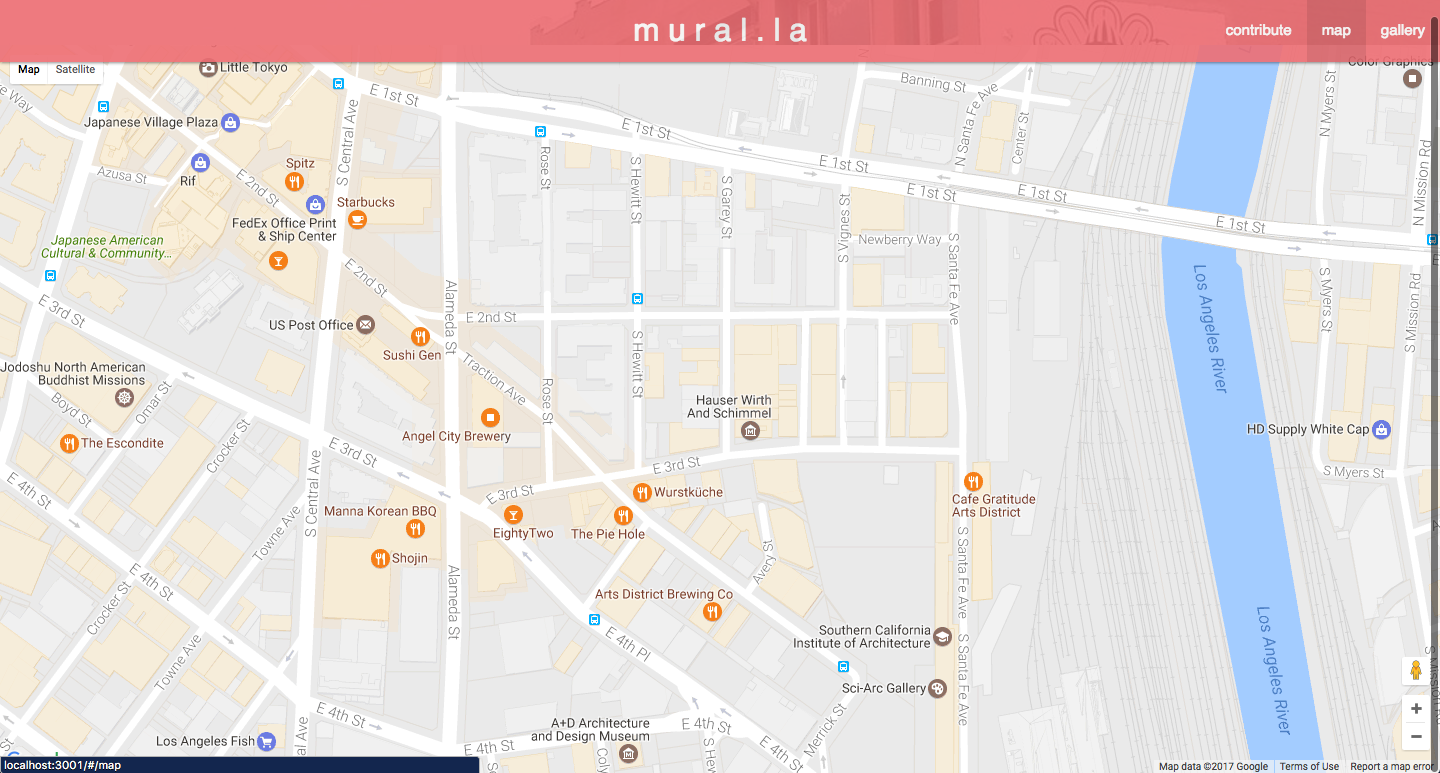 mural.la
contribute
map
gallery
Map
Satellite
Little Tokyo
E 1st St
Banning St
N Santa Fe Ave
Center St
N Myers St
N Mission Rd
Japanese Village Plaza
S Central Ave
E 1st St
E 1st St
E 1st St
E 1st St
E 1st St
Rif
Azusa St
Spitz
E 2nd St
Starbucks
FedEx Office Print
& Ship Center
Rose St
S Hewitt St
S Garey St
S Vignes St
Newberry Way
S Santa Fe Ave
Japanese American
Cultural & Community...
E 2nd St
Los Angeles River
S Myers St
S Mission Rd
E 3rd St
US Post Office
Sushi Gen
Alameda St
E 2nd St
Traction Ave
Rose St
S Hewitt St
Jodoshu North American
Buddhist Missions
Boyd St
Omar St
The Escondite
Crocker St
Angel City Brewery
Hauser Wirth
And Schimmel
HD Supply White Cap
S Myers St
E 3rd St
E 3rd St
E 3rd St
E 4th St
S Central Ave
Towne Ave
Manna Korean BBQ
Shojin
EightyTwo
Wurstküche
The Pie Hole
Cafe Gratitude
Arts District
S Santa Fe Ave
Avery St
Alameda St
E 4th St
Crocker St
Towne Ave
Arts District Brewing Co
E 4th Pl
Southern California
Institute of Architecture
Sci-Arc Gallery
S Santa Fe Ave
Los Angeles River
E 4th St
Los Angeles Fish
A+D Architecture
and Design Museum
E 4th St
E 4th St
Merrick St
localhost:3001/#/map
Map data ©2017 Google
Terms of Use
Report a map error